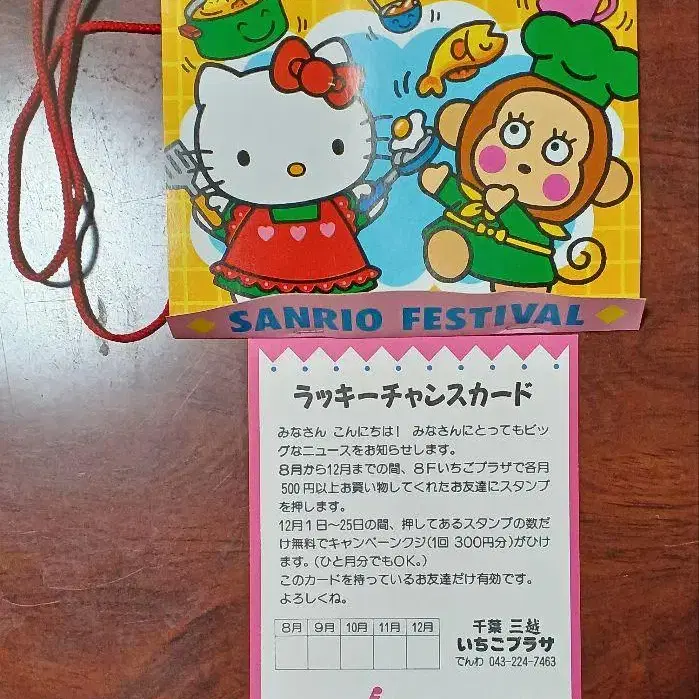 SANRIO FESTIVAL
ラッキーチャンスカード
みなさん こんにちは! みなさんにとってもビッ
グなニュースをお知らせします。
8月から12月までの間、8Fいちごプラザで各月
500円以上お買い物してくれたお友達にスタンプ
を押します。
12月1日〜25日の間、押してあるスタンプの数だ
け無料でキャンペーンクジ(1回 300円分)がひけ
ます。(ひと月分でもOK。)
このカードを持っているお友達だけ有効です。
よろしくね。
8月 9月 10月 11月 12月
千葉 三越
いちごプラザ
でんわ 043-224-7463